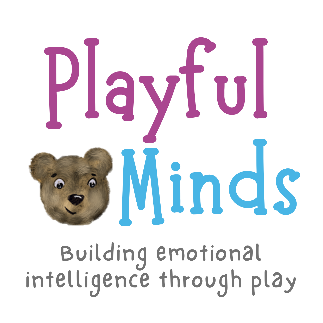 Playful
Minds
Building emotional
intelligence through play